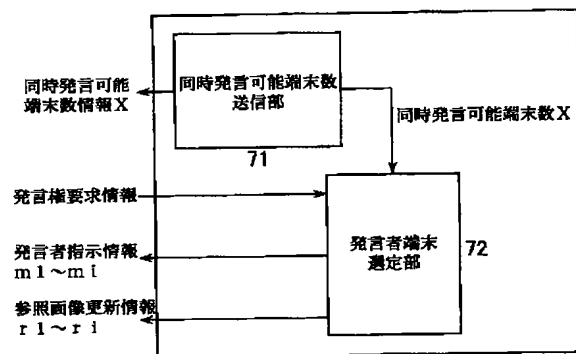 同時発言可能端末数
送信部
71
同時発言可能
端末数情報X
同時発言可能端末数X
発言権要求情報
発言者端末
選定部
72
発言者指示情報
m1～mi
参照画像更新情報
r1～ri